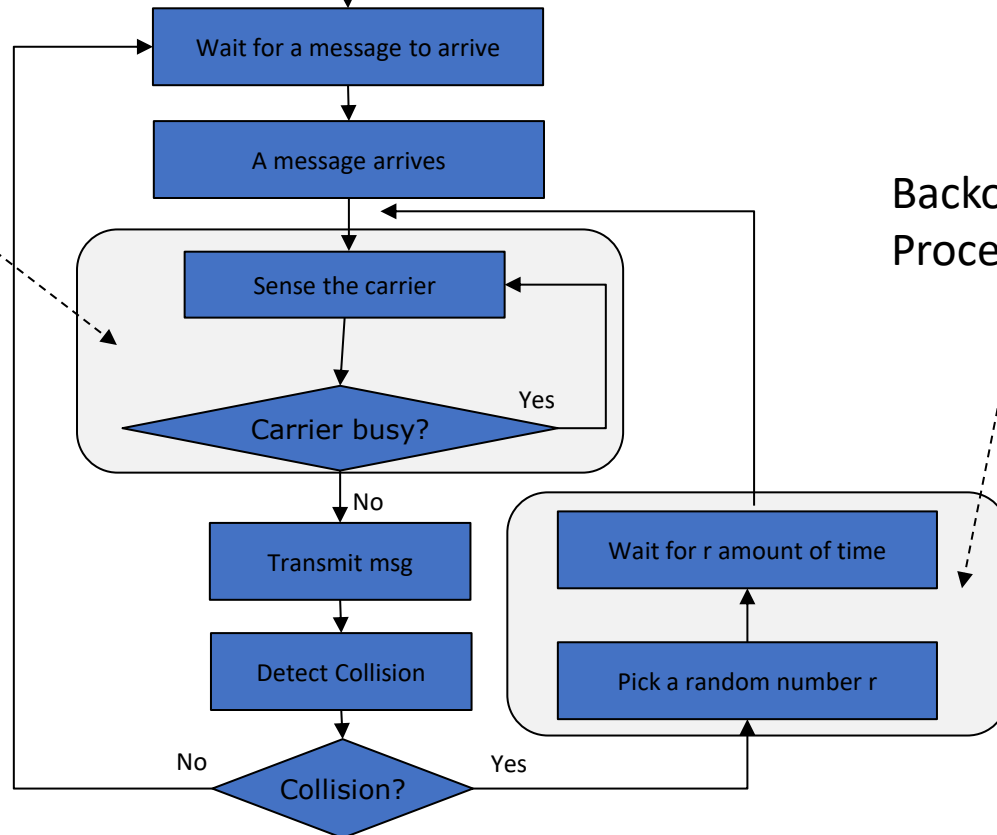 Wait for a message to arrive
A message arrives
Sense the carrier
Yes
Carrier busy?
No
Transmit msg
Detect Collision
No
Collision?
Yes
Pick a random number r
Wait for r amount of time